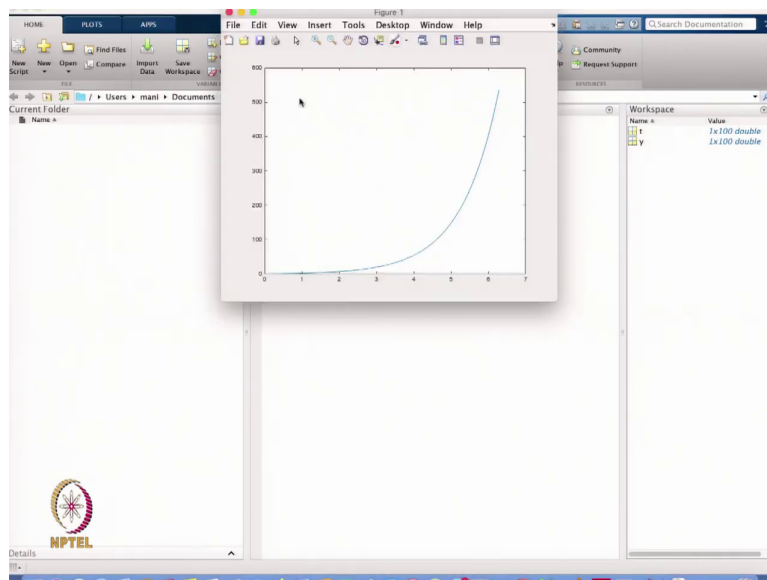 Figure 1
HOME PLOTS APPS
File Edit View Insert Tools Desktop Window Help
Search Documentation
New Script
New
Open
Find Files
Compare
Import Data
Save Workspace
Community
Request Support
FILE
RESOURCES
/ Users mani Documents
Current Folder
Name
Workspace
Name Value
t 1x100 double
y 1x100 double
600
500
400
300
200
100
0
0 1 2 3 4 5 6 7
NPTEL
Details